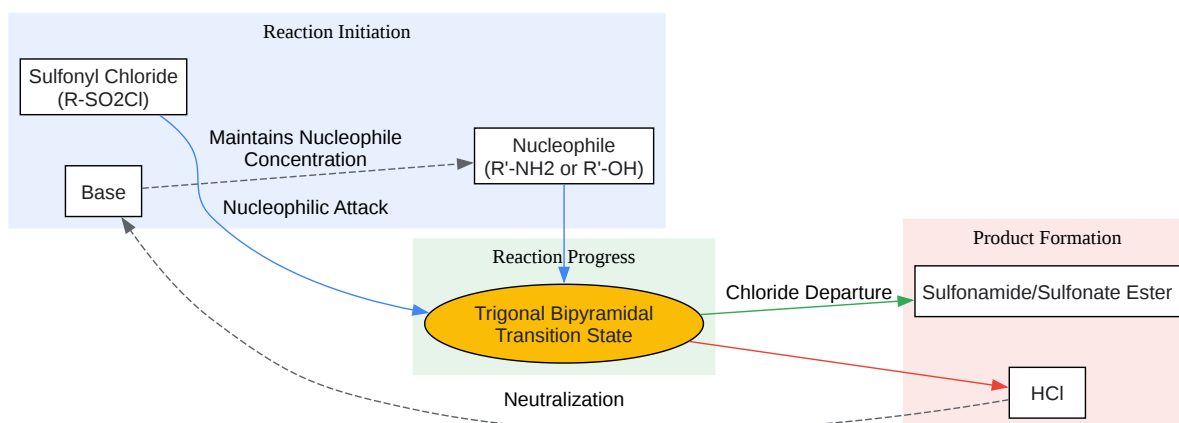 Reaction Initiation
Sulfonyl Chloride
(R-SO2Cl)
Maintains Nucleophile
Concentration
Nucleophile
(R'-NH2 or R'-OH)
Base
Nucleophilic Attack
Reaction Progress
Product Formation
Trigonal Bipyramidal
Transition State
Chloride Departure
Sulfonamide/Sulfonate Ester
Neutralization
HCl